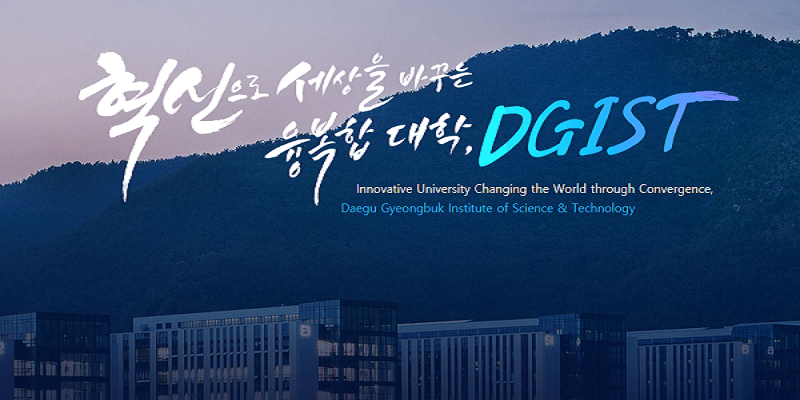 혁신으로 세상을 바꾸는
융복합 대학, DGIST
Innovative University Changing the World through Convergence,
Daegu Gyeongbuk Institute of Science & Technology